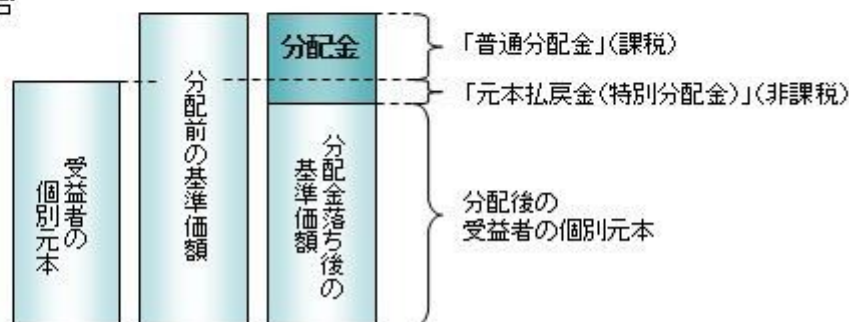 分配金
「普通分配金」(課税)
「元本払戻金(特別分配金)」(非課税)
受益者の
個別元本
分配前の基準価額
分配金落ち後の
基準価額
分配後の
受益者の個別元本